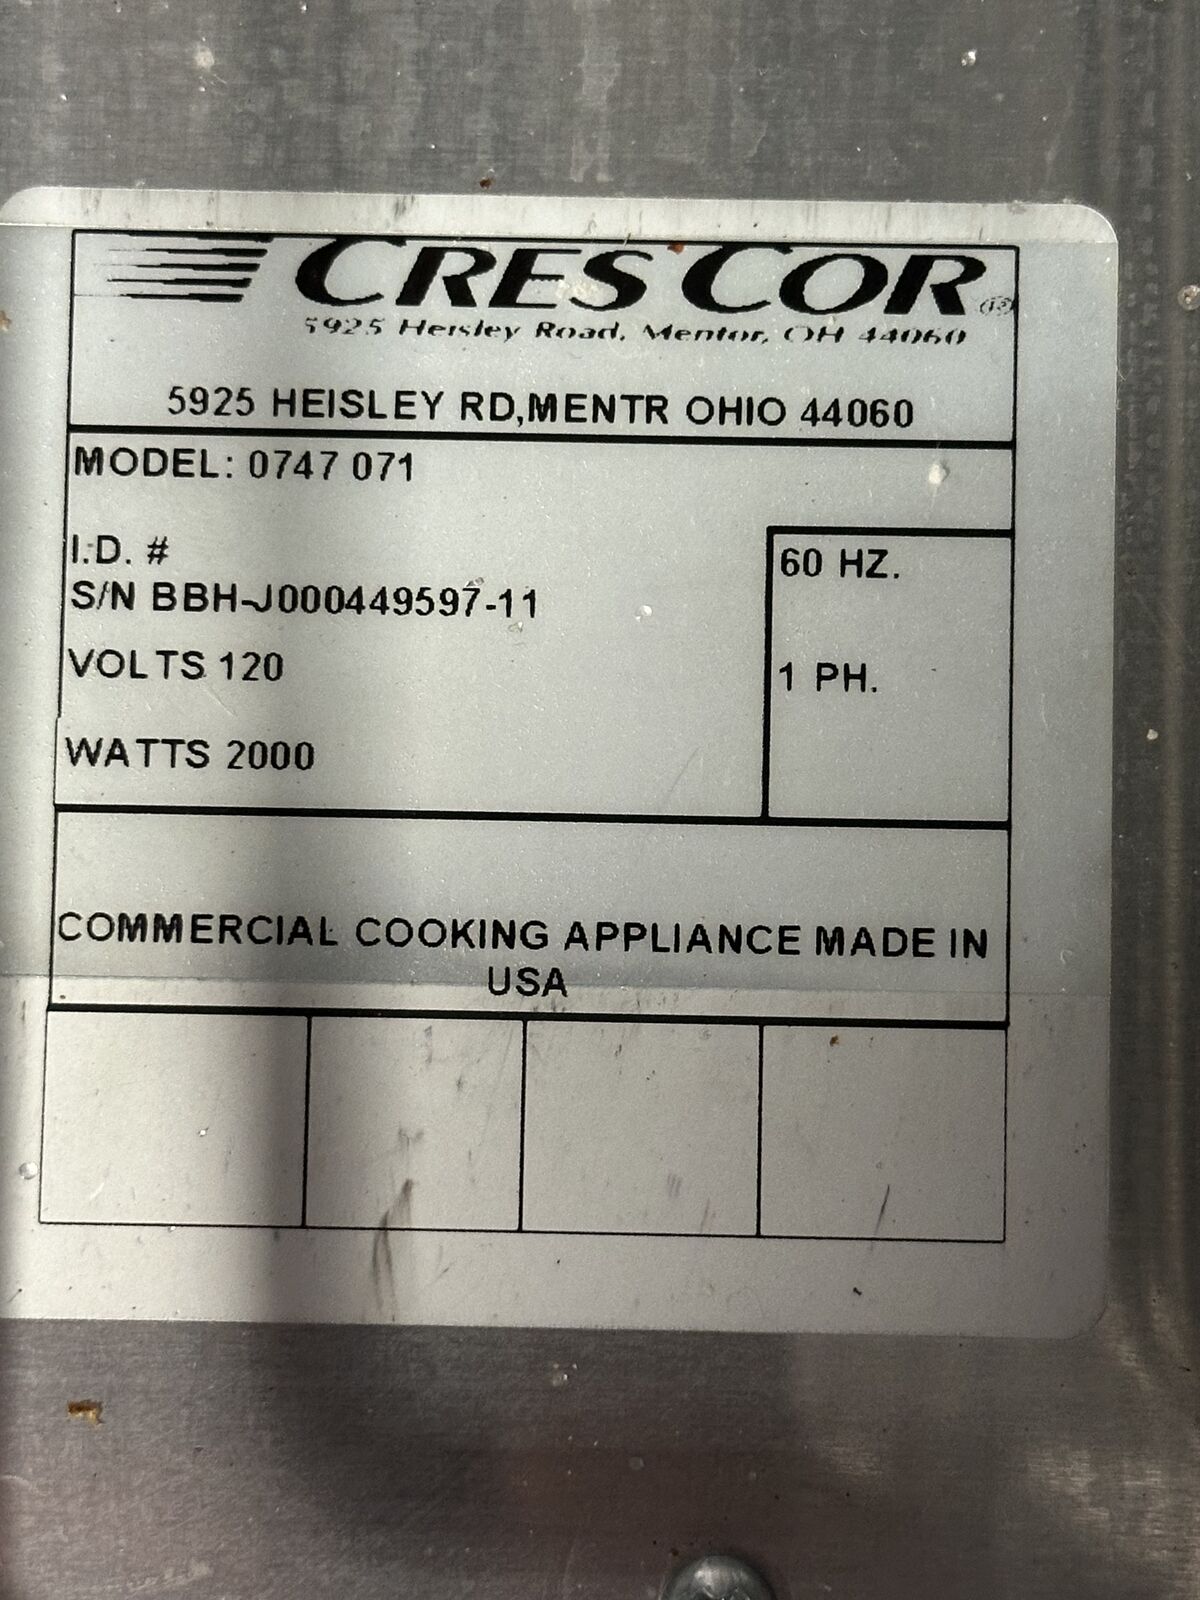 CRES COR®
5925 Heisley Road, Mentor, OH 44060
5925 HEISLEY RD,MENTR OHIO 44060
MODEL: 0747 071
I.D. #
S/N BBH-J000449597-11
VOLTS 120
WATTS 2000
60 HZ.
1 PH.
COMMERCIAL COOKING APPLIANCE MADE IN
USA